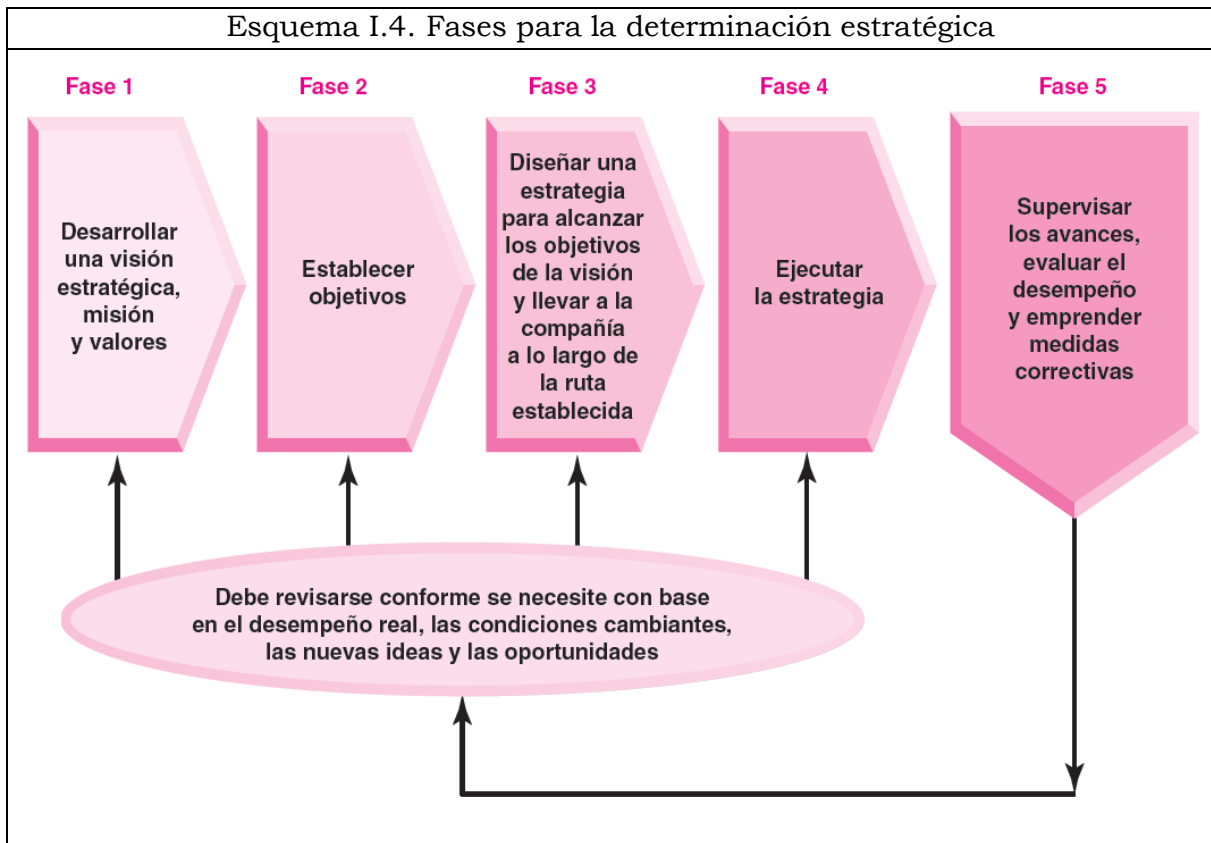 Esquema I.4. Fases para la determinación estratégica
Fase 1
Fase 2
Fase 3
Fase 4
Fase 5
Desarrollar
una visión
estratégica,
misión
y valores
Establecer
objetivos
Diseñar una
estrategia
para alcanzar
los objetivos
de la visión
y llevar a la
compañía
a lo largo de
la ruta
establecida
Ejecutar
la estrategia
Supervisar
los avances,
evaluar el
desempeño
y emprender
medidas
correctivas
Debe revisarse conforme se necesite con base
en el desempeño real, las condiciones cambiantes,
las nuevas ideas y las oportunidades